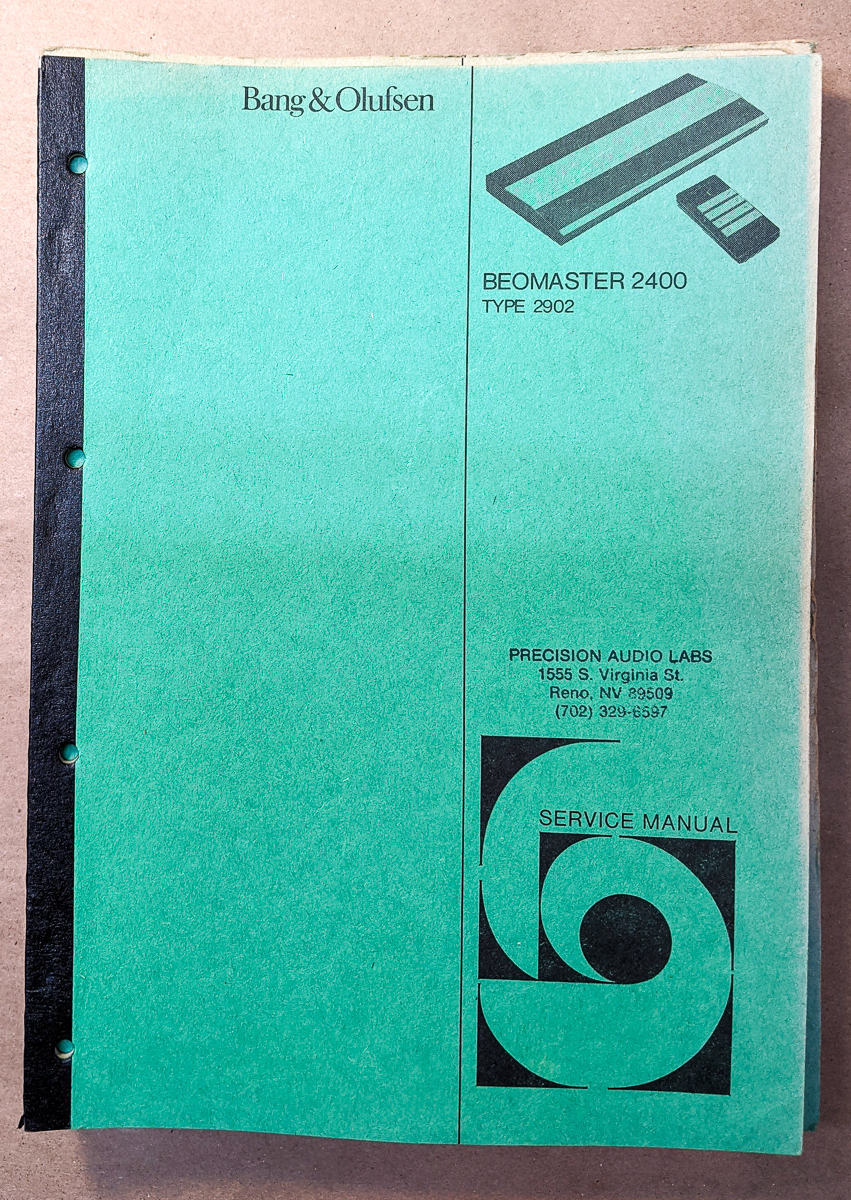 Bang & Olufsen
BEOMASTER 2400
TYPE 2902
PRECISION AUDIO LABS
1555 S. Virginia St.
Reno, NV 89509
(702) 329-6597
SERVICE MANUAL